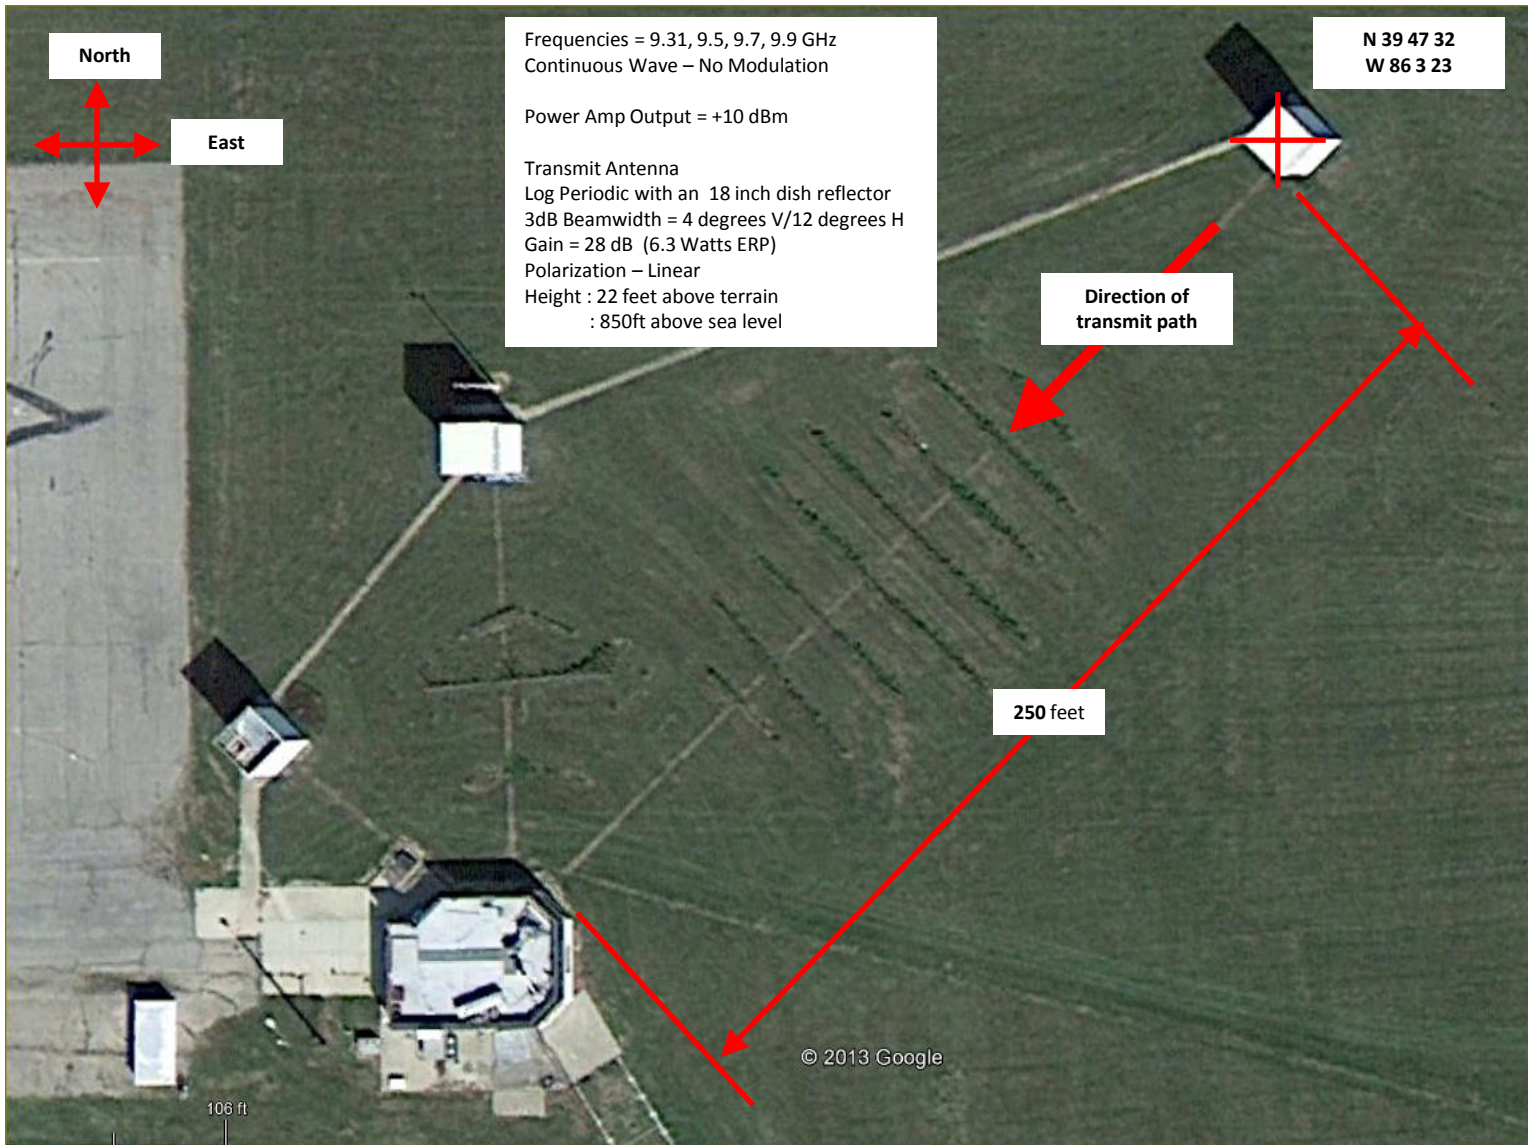 North
East
Frequencies = 9.31, 9.5, 9.7, 9.9 GHz
Continuous Wave – No Modulation
Power Amp Output = +10 dBm
Transmit Antenna
Log Periodic with an  18 inch dish reflector
3dB Beamwidth = 4 degrees V/12 degrees H
Gain = 28 dB  (6.3 Watts ERP)
Polarization – Linear
Height : 22 feet above terrain
: 850ft above sea level
N 39 47 32
W 86 3 23
Direction of
transmit path
250 feet
© 2013 Google
106 ft